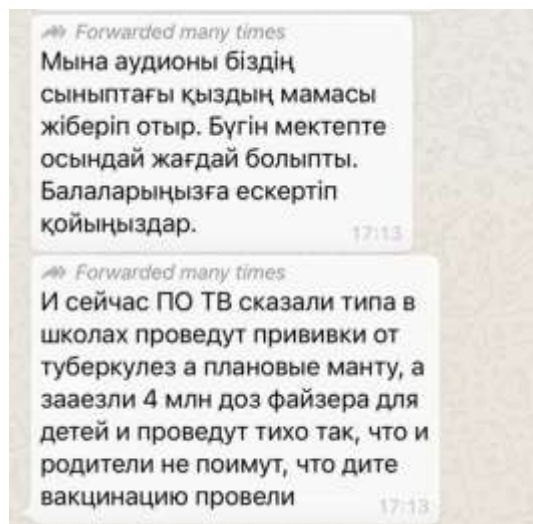 Forwarded many times
Мына аудионы біздің
сыныптағы қыздың мамасы
жіберіп отыр. Бүгін мектепте
осындай жағдай болыпты.
Балаларыңызға ескертіп
қойыңыздар.
17:13
Forwarded many times
И сейчас ПО ТВ сказали типа в
школах проведут прививки от
туберкулез а плановые манту, а
зааезли 4 млн доз файзера для
детей и проведут тихо так, что и
родители не поимут, что дите
вакцинацию провели
17:13